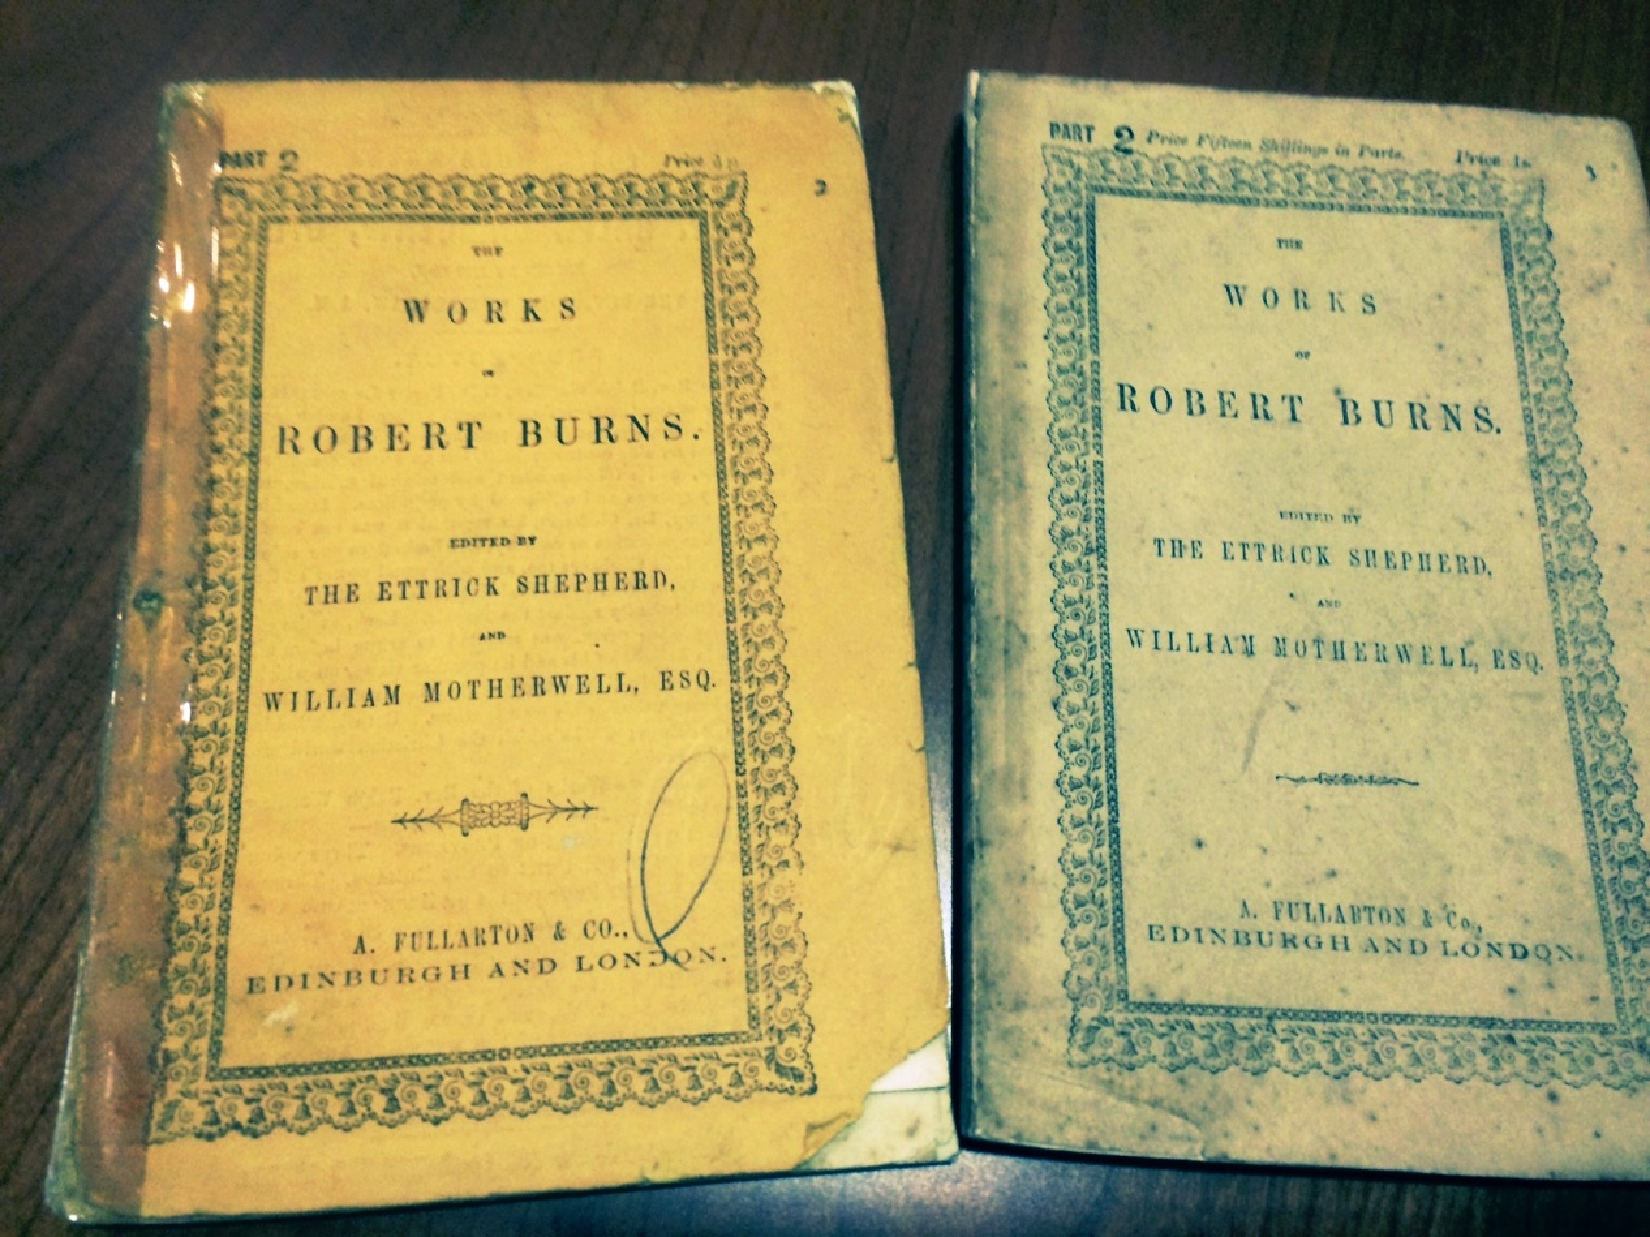 PART 2
Price
2
THE
WORKS
OF
ROBERT BURNS.
EDITED BY
THE ETTRICK SHEPHERD,
AND
WILLIAM MOTHERWELL, ESQ.
A. FULLARTON & CO.,
EDINBURGH AND LONDON.
PART 2 Price Fifteen Shillings in Parts. Price 1s.
THE
WORKS
OF
ROBERT BURNS.
EDITED BY
THE ETTRICK SHEPHERD,
AND
WILLIAM MOTHERWELL, ESQ.
A. FULLARTON & Co.,
EDINBURGH AND LONDON.